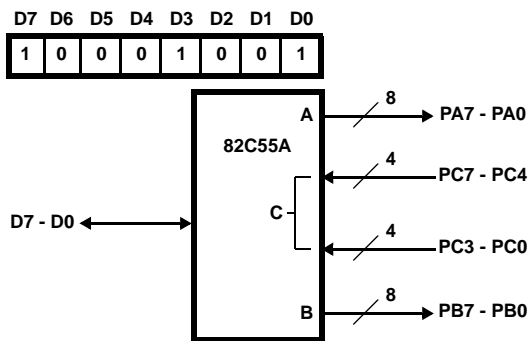 D7 D6 D5 D4 D3 D2 D1 D0
1 0 0 0 1 0 0 1
8
A PA7 - PA0
82C55A
4
PC7 - PC4
C
D7 - D0
4
PC3 - PC0
8
B PB7 - PB0